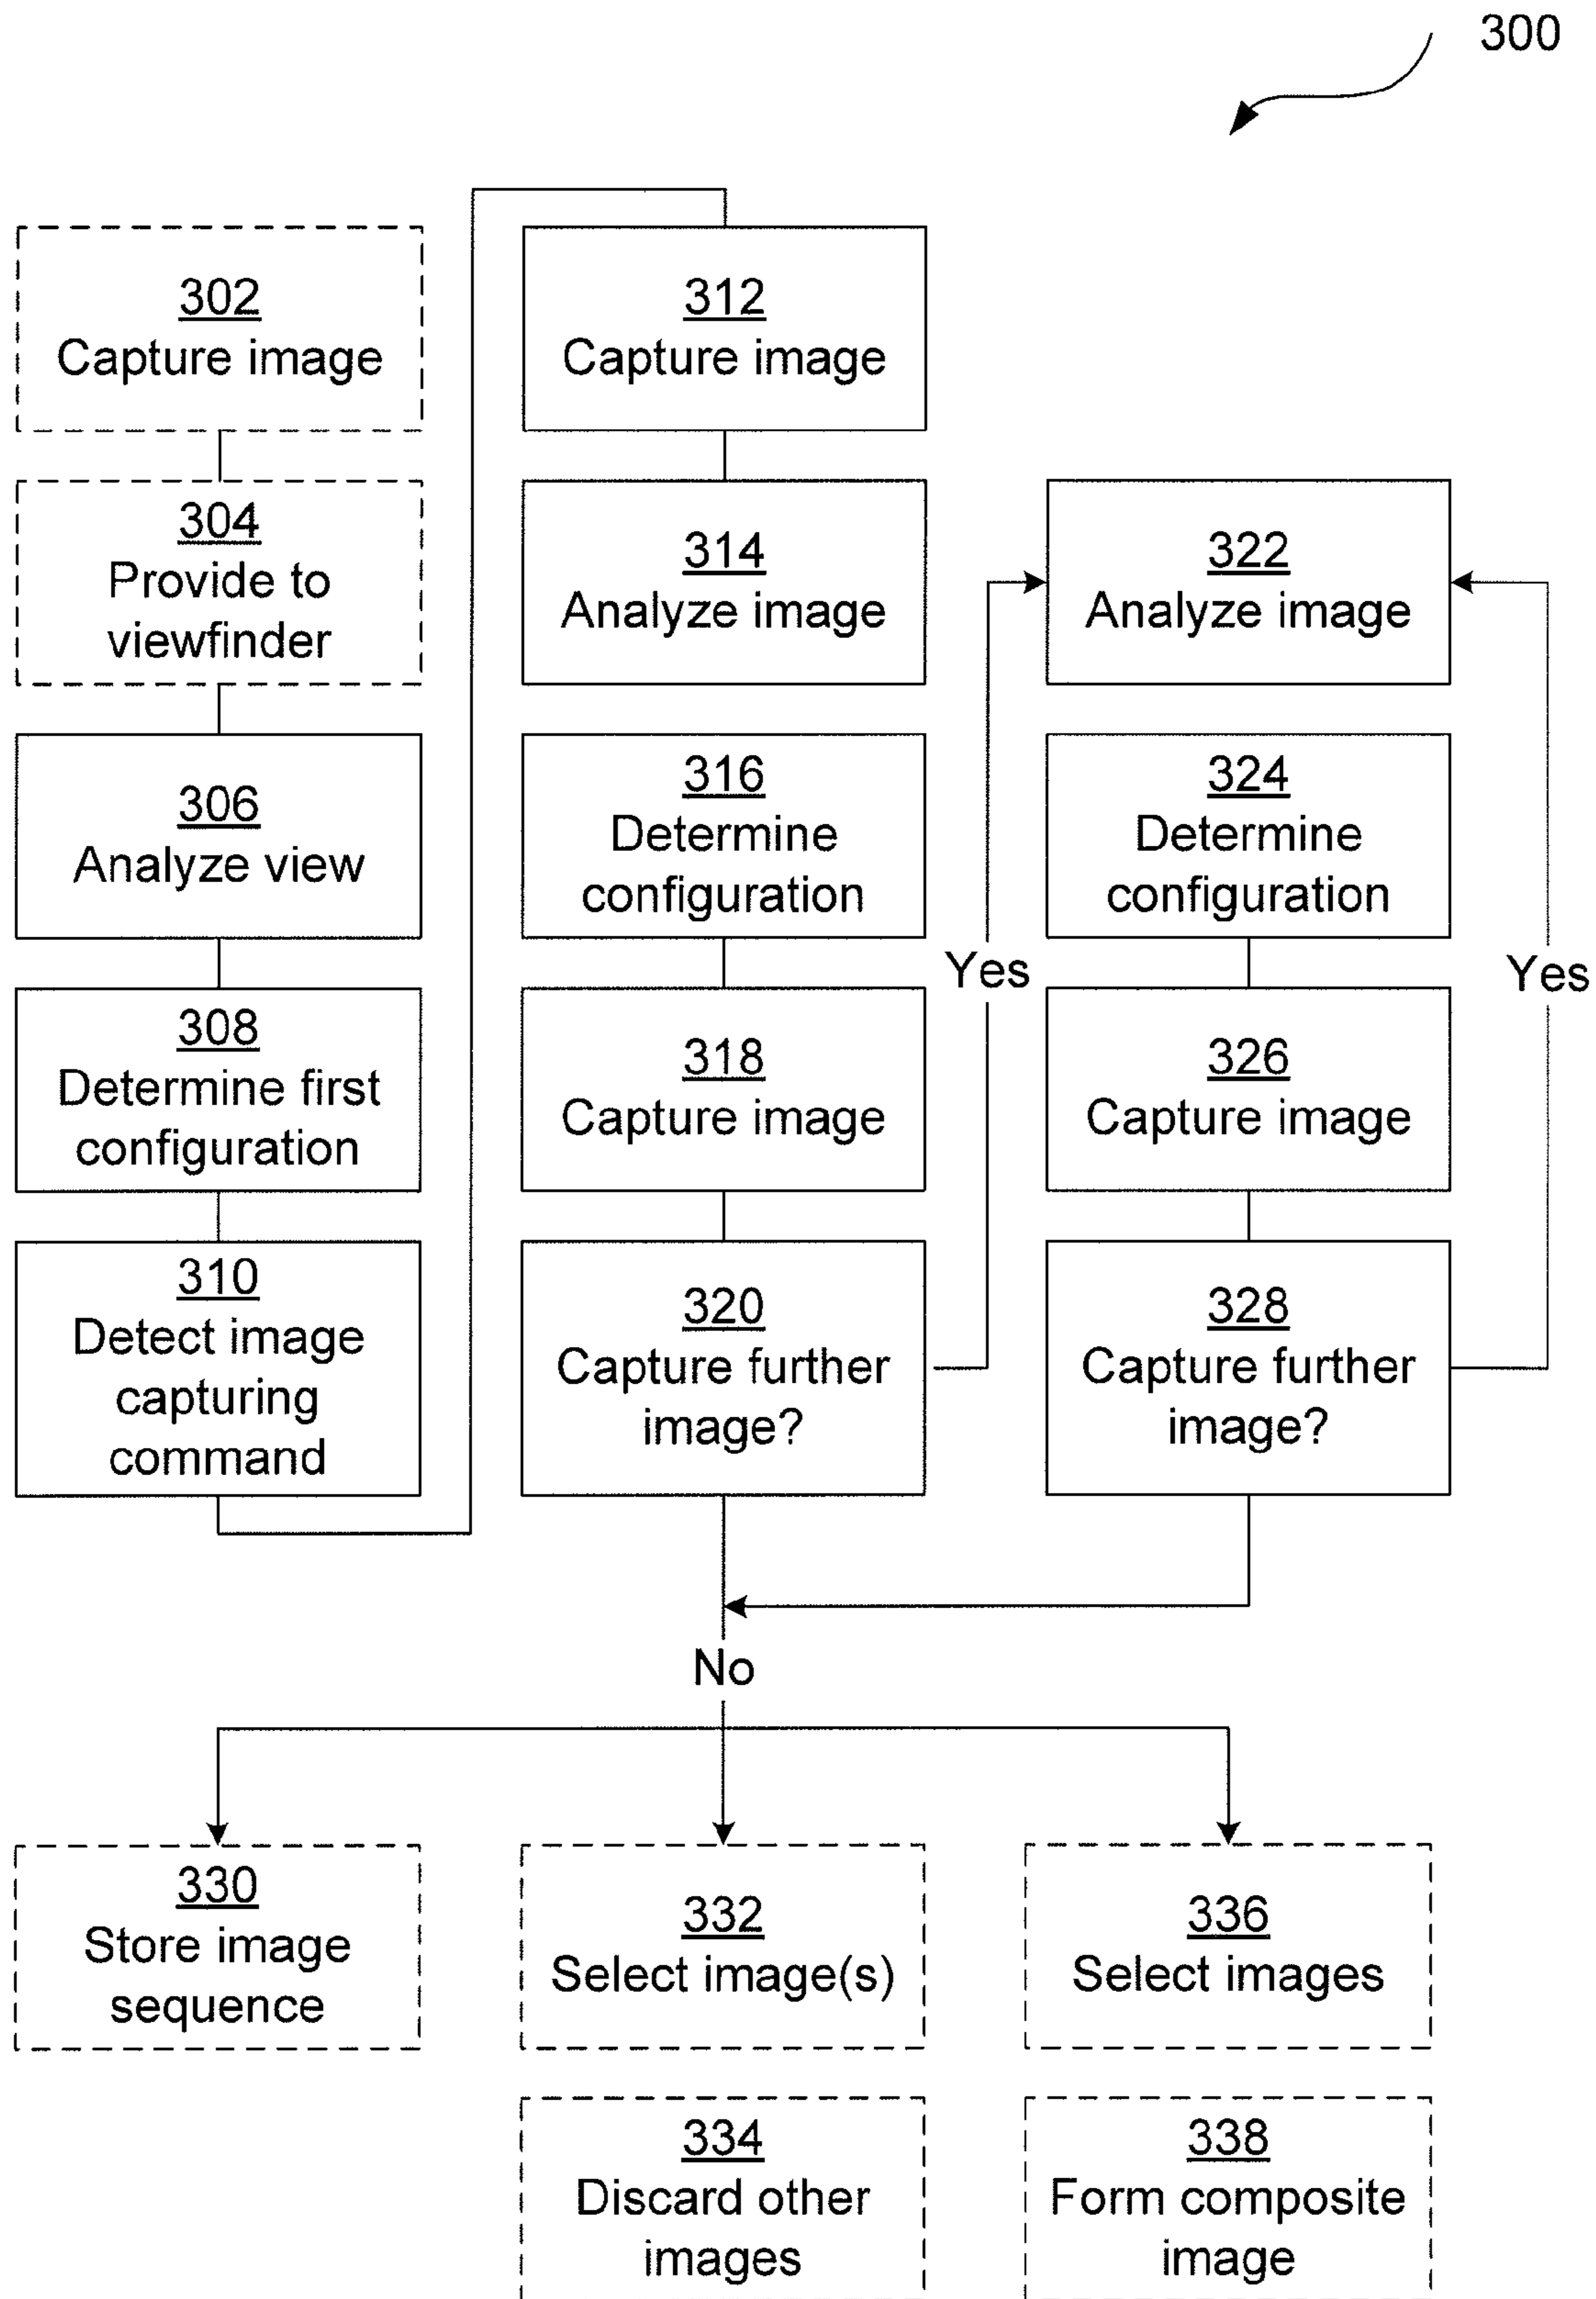 300
302
Capture image
304
Provide to
viewfinder
306
Analyze view
308
Determine first
configuration
310
Detect image
capturing
command
312
Capture image
314
Analyze image
316
Determine
configuration
318
Capture image
320
Capture further
image?
Yes
322
Analyze image
324
Determine
configuration
326
Capture image
328
Capture further
image?
Yes
No
330
Store image
sequence
332
Select image(s)
334
Discard other
images
336
Select images
338
Form composite
image